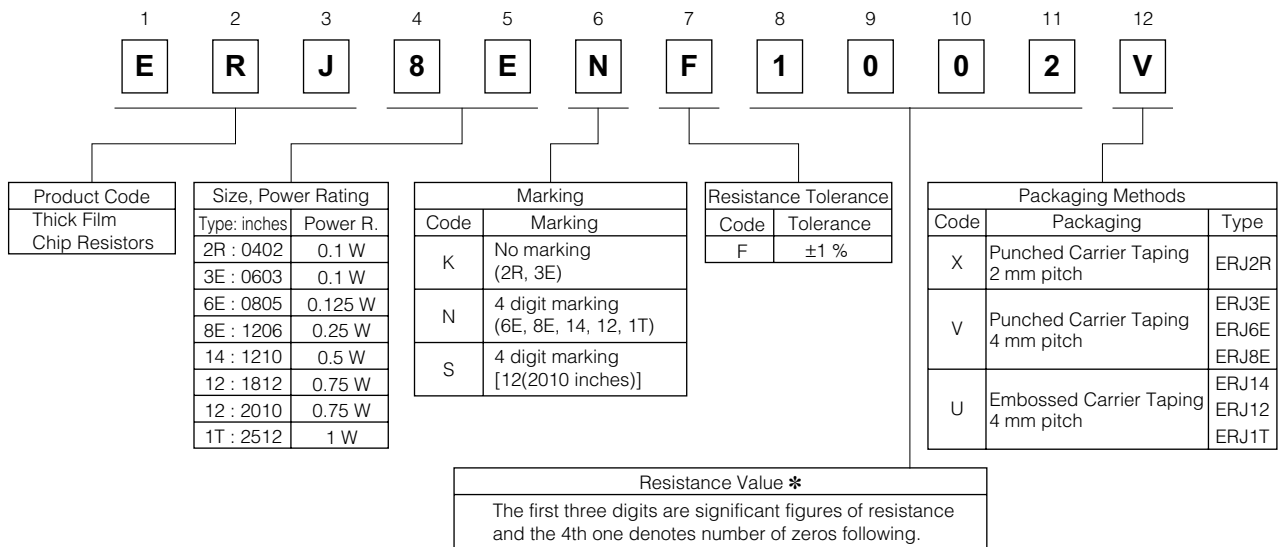 1 2 3 4 5 6 7 8 9 10 11 12
E R J 8 E N F 1 0 0 2 V
Product Code
Thick Film
Chip Resistors
Size, Power Rating
Type: inches Power R.
2R : 0402 0.1 W
3E : 0603 0.1 W
6E : 0805 0.125 W
8E : 1206 0.25 W
14 : 1210 0.5 W
12 : 1812 0.75 W
12 : 2010 0.75 W
1T : 2512 1 W
Marking
Code Marking
K No marking
(2R, 3E)
N 4 digit marking
(6E, 8E, 14, 12, 1T)
S 4 digit marking
[12(2010 inches)]
Resistance Tolerance
Code Tolerance
F ±1 %
Packaging Methods
Code Packaging Type
X Punched Carrier Taping
2 mm pitch ERJ2R
V Punched Carrier Taping
4 mm pitch ERJ3E
ERJ6E
ERJ8E
U Embossed Carrier Taping
4 mm pitch ERJ14
ERJ12
ERJ1T
Resistance Value ✻
The first three digits are significant figures of resistance
and the 4th one denotes number of zeros following.